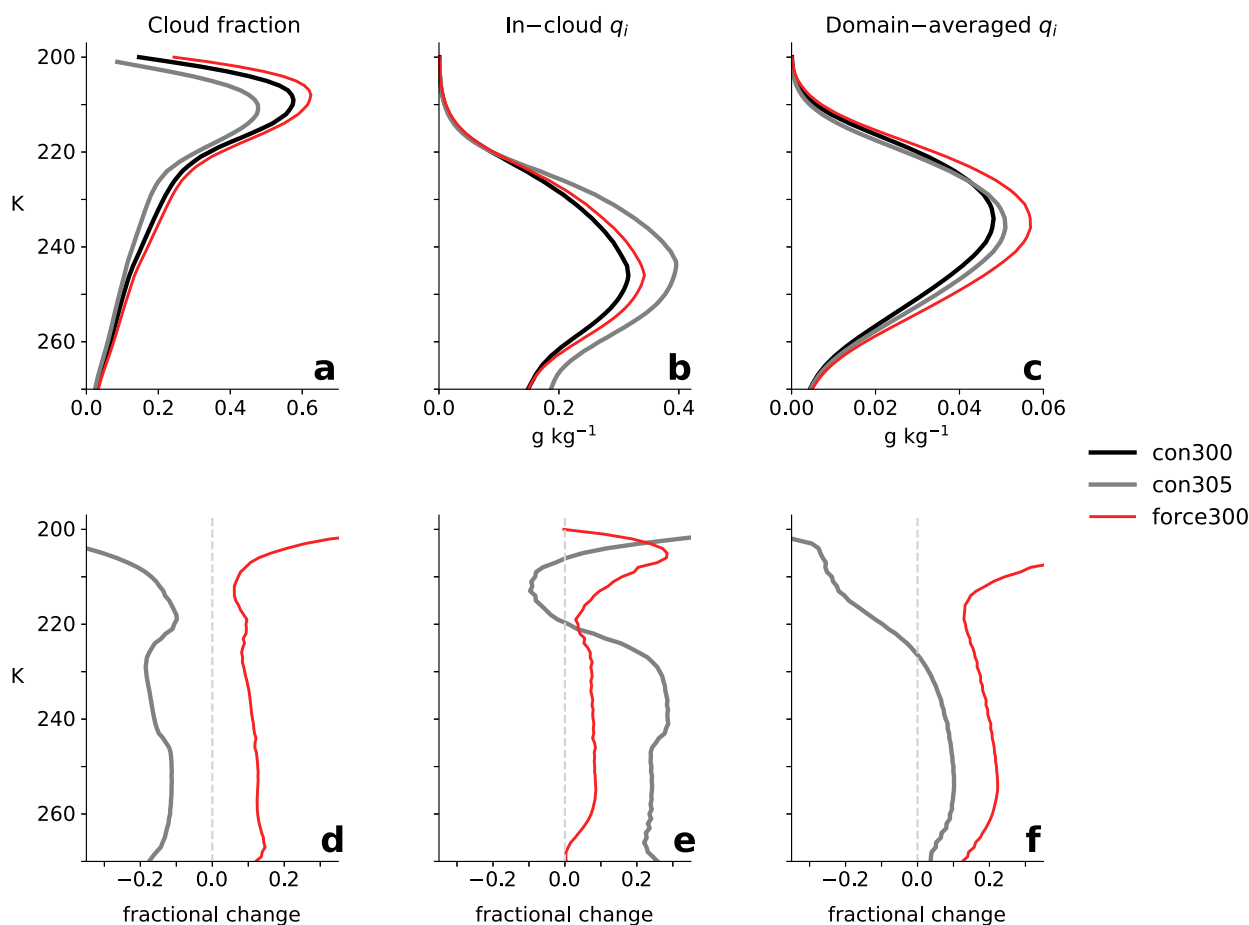 Cloud fraction
In−cloud qi
Domain−averaged qi
200
220
K
240
260
a
b
c
0.0 0.2 0.4 0.6
0.0 0.2 0.4
0.00 0.02 0.04 0.06
g kg−1
g kg−1
con300
con305
force300
200
220
K
240
260
d
e
f
−0.2 0.0 0.2
−0.2 0.0 0.2
−0.2 0.0 0.2
fractional change
fractional change
fractional change